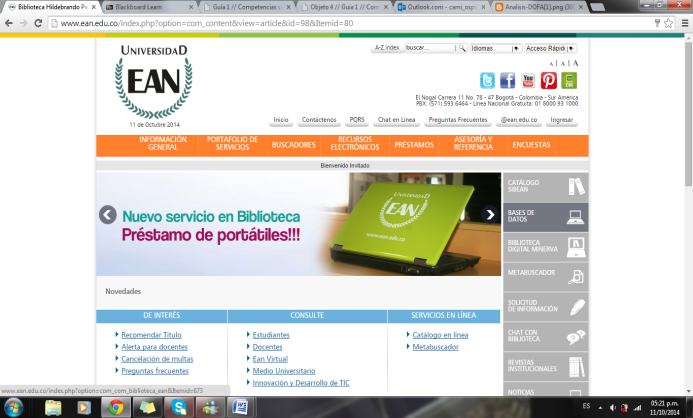 Biblioteca Hildebrando Pe
Blackboard Learn
Guia 1 // Competencias c
Objeto 4 // Guia 1 // Com
Outlook.com - cami_osp
Analisis-DOFA[1].png (30
www.ean.edu.co/index.php?option=com_content&view=article&id=98&Itemid=80
A-Z Index buscar... Idiomas Acceso Rápid
UNIVERSIDAD
EAN
A | A | A
El Nogal Carrera 11 No. 78 - 47 Bogotá - Colombia - Sur América
PBX: (571) 593 6464 - Línea Nacional Gratuita: 01 8000 93 1000
11 de Octubre 2014
Inicio Contáctenos PQRS Chat en Línea Preguntas Frecuentes @ean.edu.co Ingresar
INFORMACIÓN GENERAL
PORTAFOLIO DE SERVICIOS
BUSCADORES
RECURSOS ELECTRÓNICOS
PRÉSTAMOS
ASESORÍA Y REFERENCIA
ENCUESTAS
Bienvenido Invitado
Nuevo servicio en Biblioteca
Préstamo de portátiles!!!
EAN
www.ean.edu.co
CATÁLOGO
SIBEAN
BASES DE
DATOS
BIBLIOTECA
DIGITAL MINERVA
METABUSCADOR
SOLICITUD
DE INFORMACIÓN
CHAT CON
BIBLIOTECA
REVISTAS
INSTITUCIONALES
NOTICIAS
Novedades
DE INTERÉS
Recomendar Título
Alerta para docentes
Cancelación de multas
Preguntas frecuentes
CONSULTE
Estudiantes
Docentes
Ean Virtual
Medio Universitario
Innovación y Desarrollo de TIC
SERVICIOS EN LÍNEA
Catálogo en línea
Metabuscador
www.ean.edu.co/index.php?option=com_com_biblioteca_ean&Itemid=673
ES
05:21 p.m.
11/10/2014